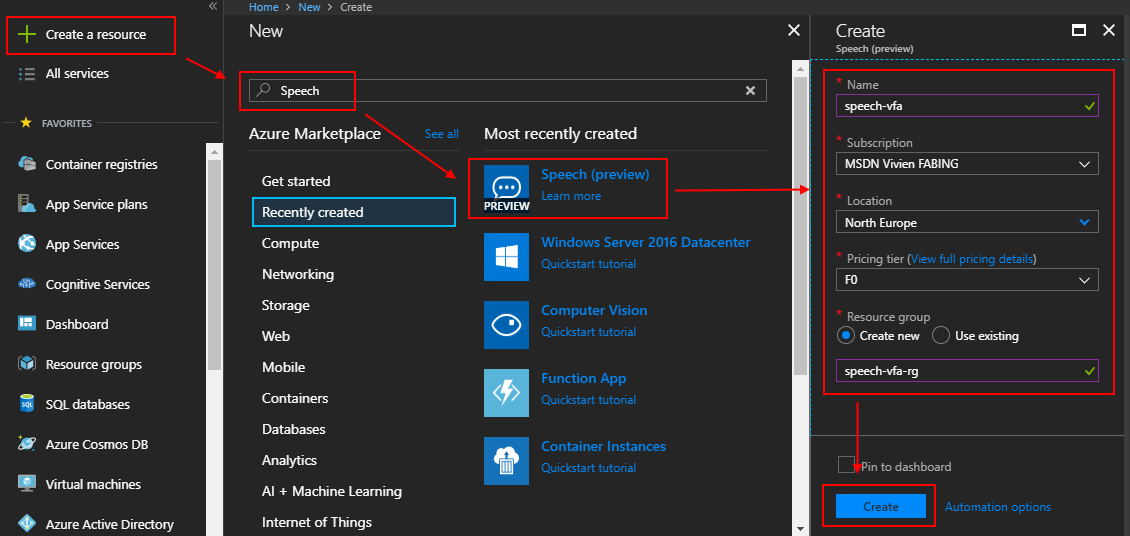 Create a resource
All services
FAVORITES
Container registries
App Service plans
App Services
Cognitive Services
Dashboard
Resource groups
SQL databases
Azure Cosmos DB
Virtual machines
Azure Active Directory
Home > New > Create
New
Speech
Azure Marketplace
See all
Get started
Recently created
Compute
Networking
Storage
Web
Mobile
Containers
Databases
Analytics
AI + Machine Learning
Internet of Things
Most recently created
PREVIEW
Speech (preview)
Learn more
Windows Server 2016 Datacenter
Quickstart tutorial
Computer Vision
Quickstart tutorial
Function App
Quickstart tutorial
Container Instances
Quickstart tutorial
Create
Speech (preview)
* Name
speech-vfa
* Subscription
MSDN Vivien FABING
* Location
North Europe
* Pricing tier (View full pricing details)
F0
* Resource group
Create new Use existing
speech-vfa-rg
Pin to dashboard
Create Automation options